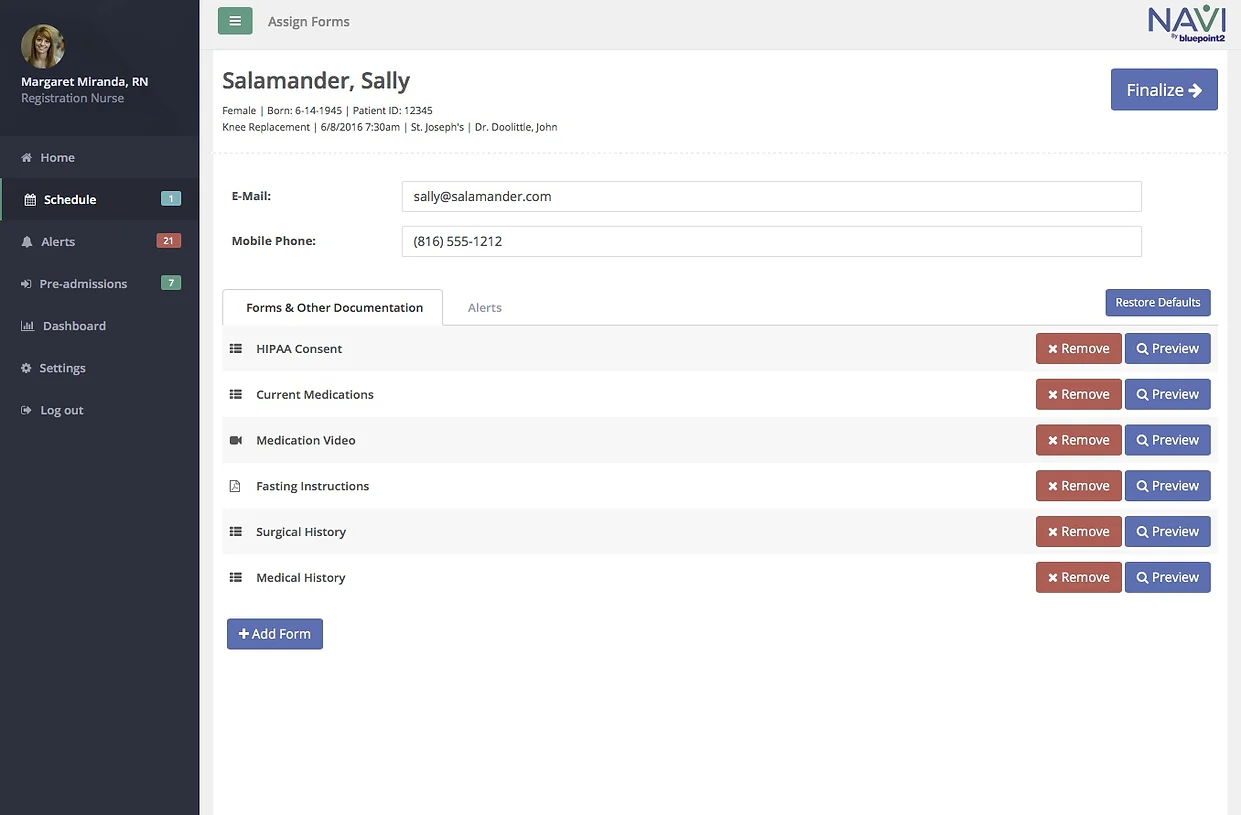 Margaret Miranda, RN
Registration Nurse
Home
Schedule 1
Alerts 21
Pre-admissions 7
Dashboard
Settings
Log out
Assign Forms
NAVI
By bluepoint2
Salamander, Sally
Finalize
Female | Born: 6-14-1945 | Patient ID: 12345
Knee Replacement | 6/8/2016 7:30am | St. Joseph's | Dr. Doolittle, John
E-Mail: sally@salamander.com
Mobile Phone: (816) 555-1212
Forms & Other Documentation Alerts Restore Defaults
HIPAA Consent Remove Preview
Current Medications Remove Preview
Medication Video Remove Preview
Fasting Instructions Remove Preview
Surgical History Remove Preview
Medical History Remove Preview
Add Form